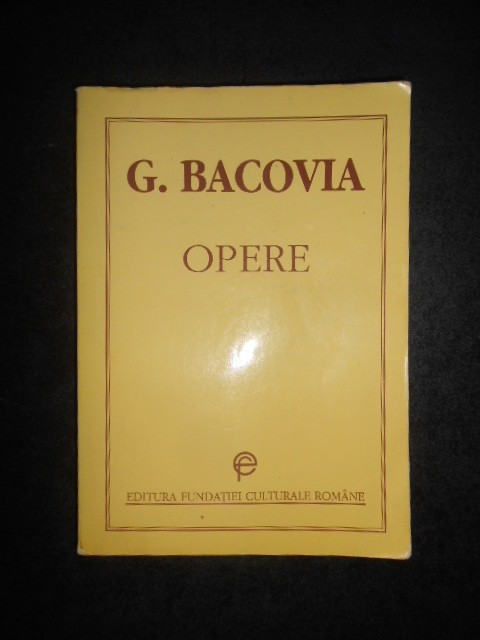 G. BACOVIA
OPERE
EDITURA FUNDAȚIEI CULTURALE ROMÂNE